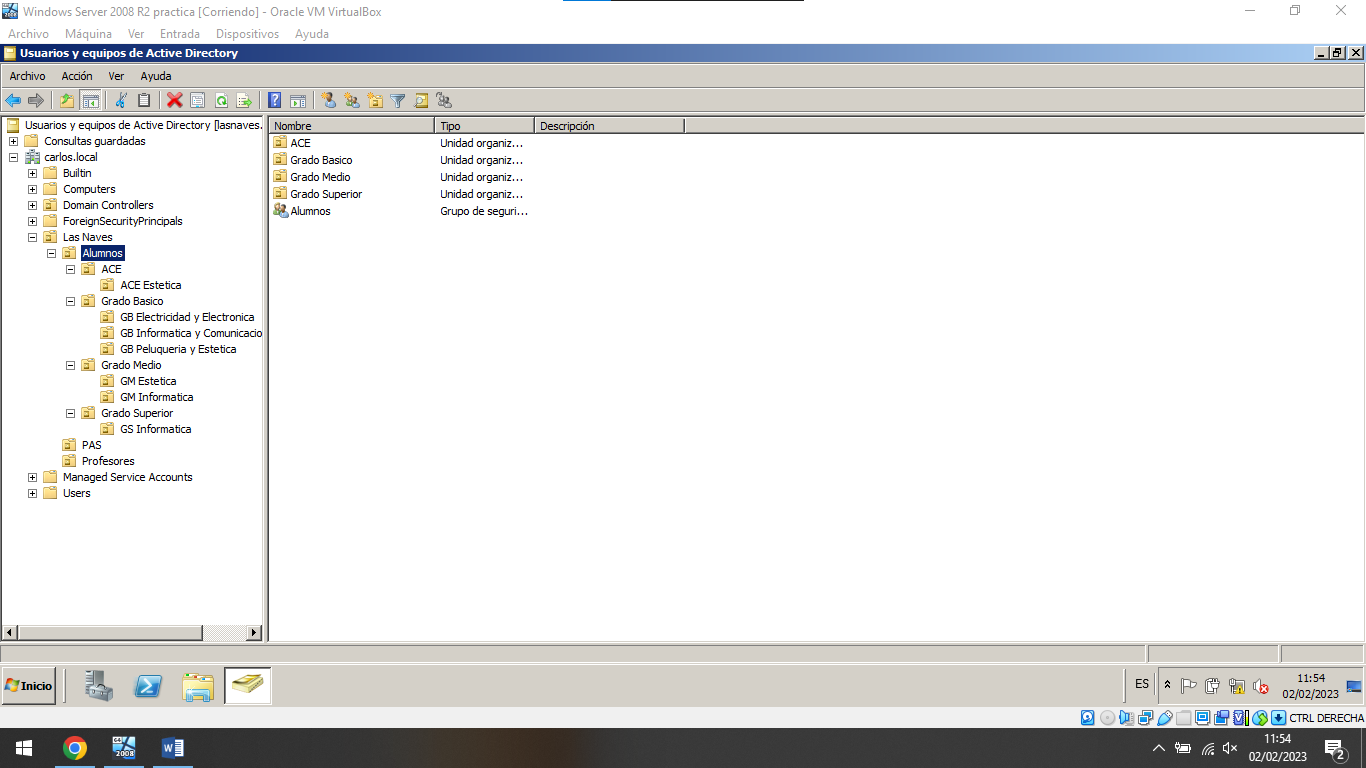 Windows Server 2008 R2 practica [Corriendo] - Oracle VM VirtualBox
Archivo Máquina Ver Entrada Dispositivos Ayuda
Usuarios y equipos de Active Directory
Archivo Acción Ver Ayuda
Usuarios y equipos de Active Directory [lasnaves.
Consultas guardadas
carlos.local
Builtin
Computers
Domain Controllers
ForeignSecurityPrincipals
Las Naves
Alumnos
ACE
ACE Estetica
Grado Basico
GB Electricidad y Electronica
GB Informatica y Comunicacio
GB Peluqueria y Estetica
Grado Medio
GM Estetica
GM Informatica
Grado Superior
GS Informatica
PAS
Profesores
Managed Service Accounts
Users
Nombre Tipo Descripción
ACE Unidad organiz...
Grado Basico Unidad organiz...
Grado Medio Unidad organiz...
Grado Superior Unidad organiz...
Alumnos Grupo de seguri...
Inicio
ES
11:54
02/02/2023
CTRL DERECHA
64
2008
W
11:54
02/02/2023
2